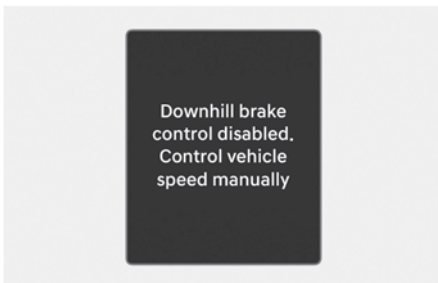 Downhill brake
control disabled.
Control vehicle
speed manually